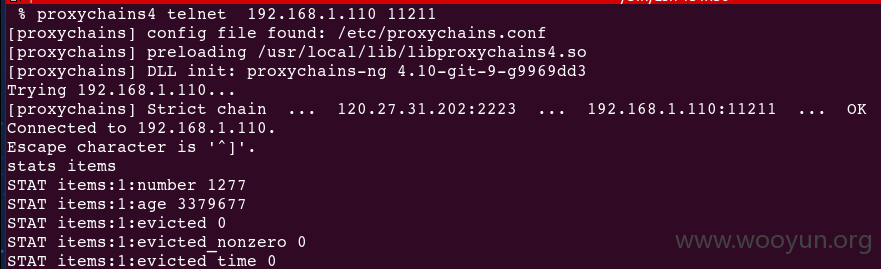 % proxychains4 telnet  192.168.1.110 11211
[proxychains] config file found: /etc/proxychains.conf
[proxychains] preloading /usr/local/lib/libproxychains4.so
[proxychains] DLL init: proxychains-ng 4.10-git-9-g9969dd3
Trying 192.168.1.110...
[proxychains] Strict chain  ...  120.27.31.202:2223  ...  192.168.1.110:11211  ...  OK
Connected to 192.168.1.110.
Escape character is '^]'.
stats items
STAT items:1:number 1277
STAT items:1:age 3379677
STAT items:1:evicted 0
STAT items:1:evicted_nonzero 0
STAT items:1:evicted_time 0
www.wooyun.org